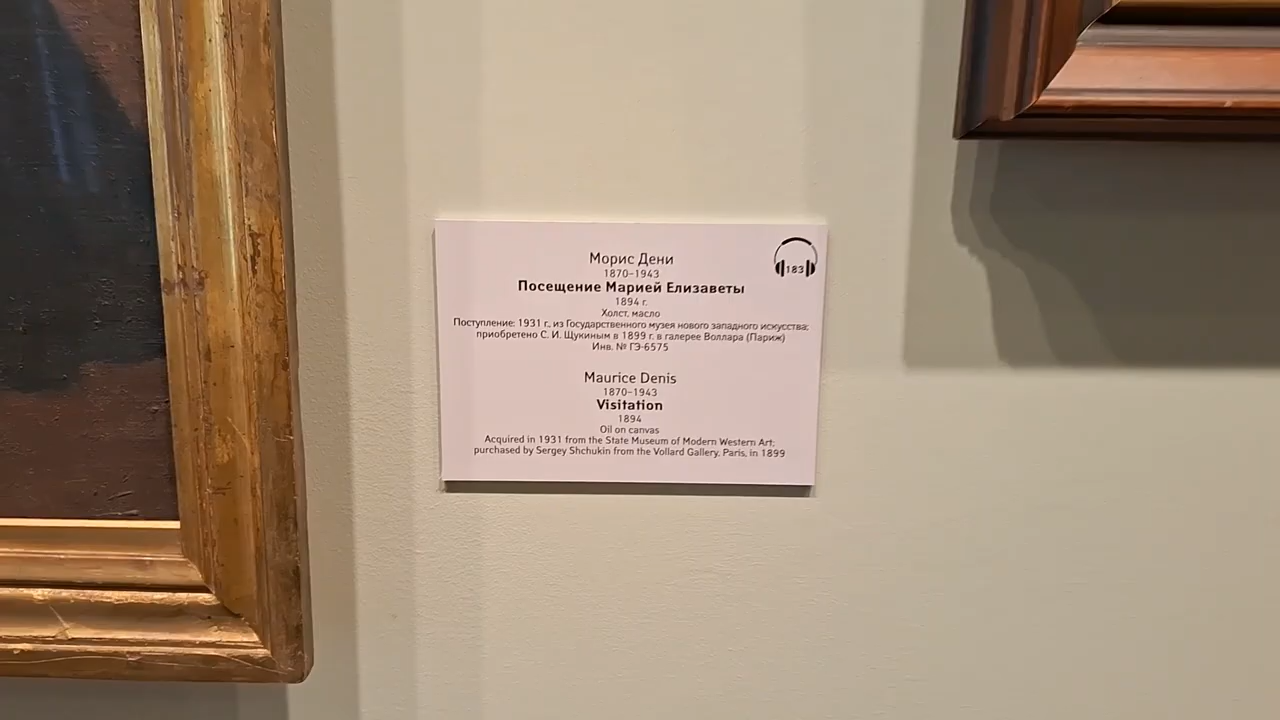 Морис Дени
1870–1943
Посещение Марией Елизаветы
1894 г.
Холст, масло
Поступление: 1931 г., из Государственного музея нового западного искусства;
приобретено С. И. Щукиным в 1899 г. в галерее Воллара (Париж)
Инв. № ГЭ-6575
183
Maurice Denis
1870–1943
Visitation
1894
Oil on canvas
Acquired in 1931 from the State Museum of Modern Western Art;
purchased by Sergey Shchukin from the Vollard Gallery, Paris, in 1899